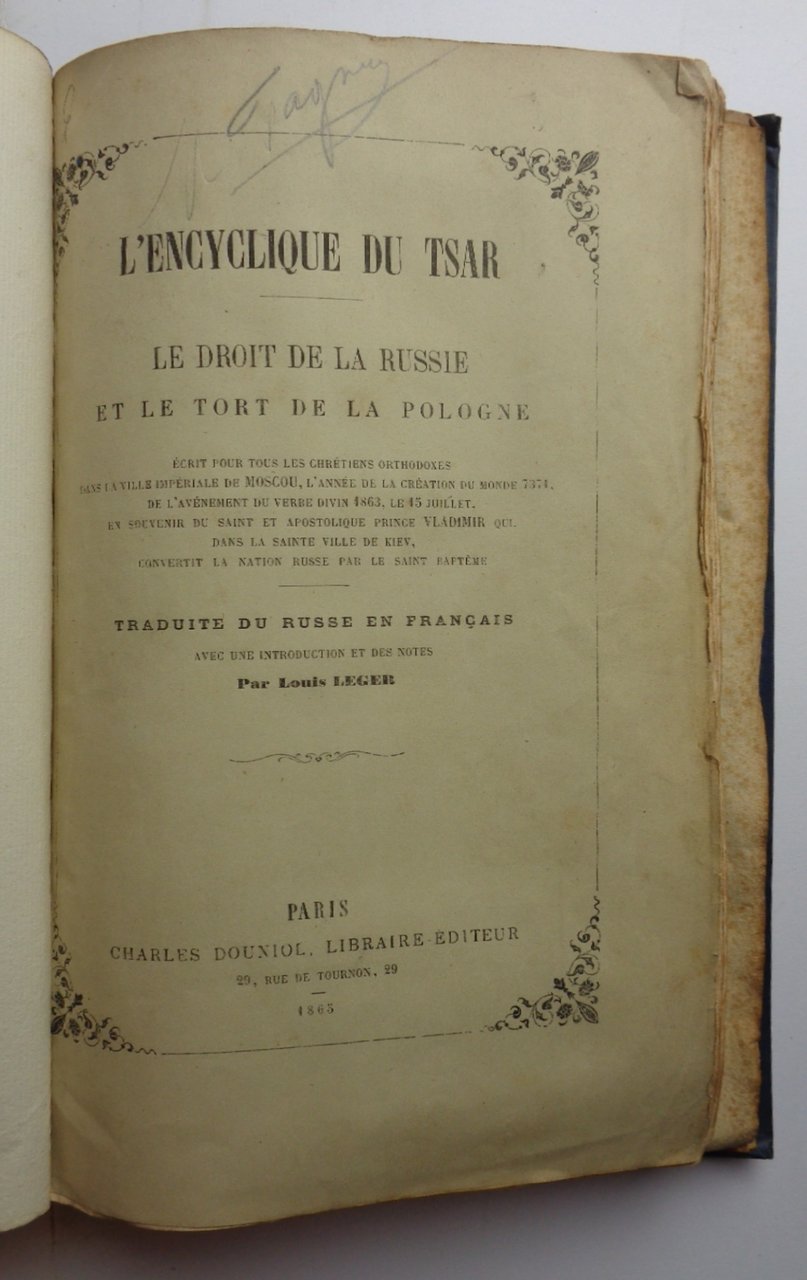 L'ENCYCLIQUE DU TSAR
LE DROIT DE LA RUSSIE
ET LE TORT DE LA POLOGNE
ÉCRIT POUR TOUS LES CHRÉTIENS ORTHODOXES
DANS LA VILLE IMPÉRIALE DE MOSCOU, L'ANNÉE DE LA CRÉATION DU MONDE 7371,
DE L'AVÉNEMENT DU VERBE DIVIN 1863, LE 15 JUILLET,
EN SOUVENIR DU SAINT ET APOSTOLIQUE PRINCE VLADIMIR QUI,
DANS LA SAINTE VILLE DE KIEV,
CONVERTIT LA NATION RUSSE PAR LE SAINT BAPTÊME
TRADUITE DU RUSSE EN FRANÇAIS
AVEC UNE INTRODUCTION ET DES NOTES
Par Louis LEGER
PARIS
CHARLES DOUNIOL, LIBRAIRE-ÉDITEUR
29, RUE DE TOURNON, 29